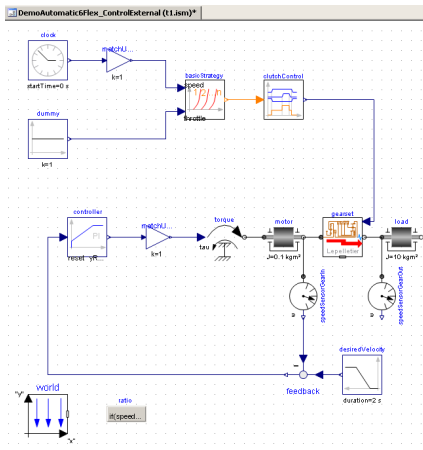 DemoAutomatic6Flex_ControlExternal (t1.ism)*
clock
matchU...
startTime=0 s
k=1
basicStrategy
speed
throttle
clutchControl
dummy
k=1
controller
PI
reset yR...
matchU...
k=1
torque
tau
motor
J=0.1 kgm²
gearset
Lepelletier
load
J=10 kgm²
speedSensorGearIn
speedSensorGearOut
desiredVelocity
duration=2 s
feedback
world
"y"
"x"
ratio
if(speed...